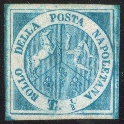 BOLLO DELLA POSTA NAPOLETANA
T ½